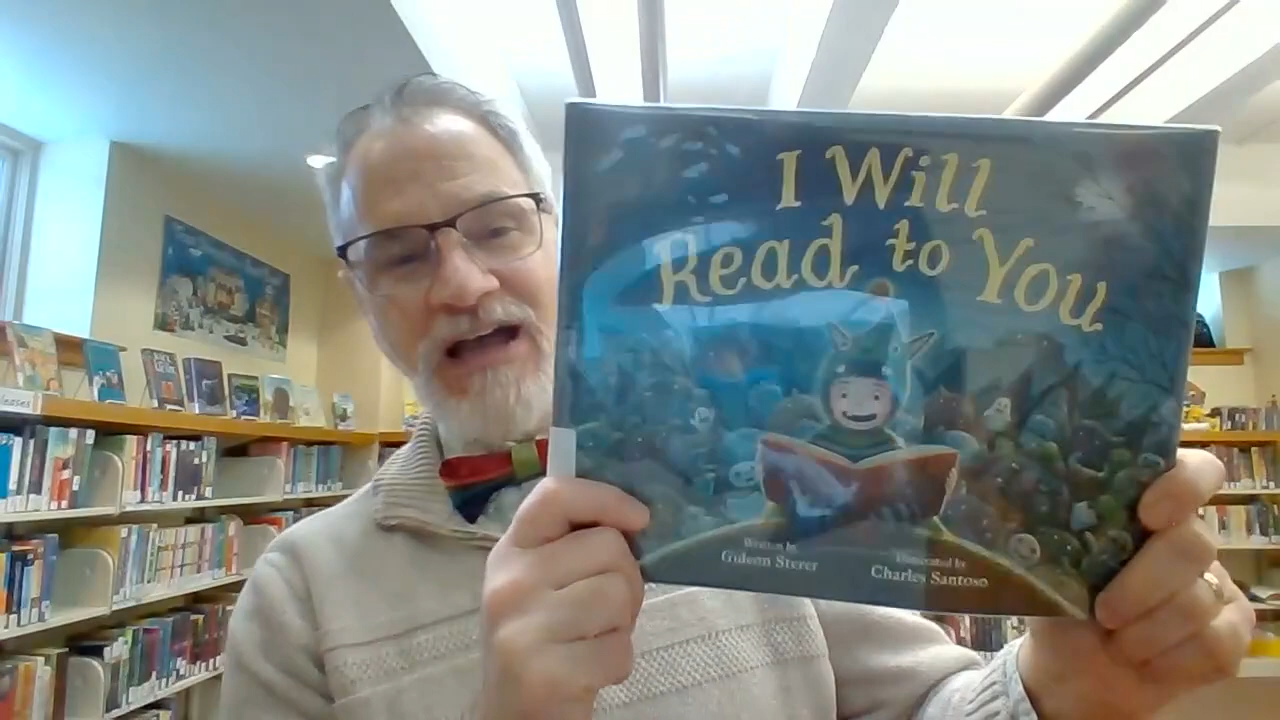 I Will
Read to You
Written by
Gideon Sterer
Illustrated by
Charles Santoso